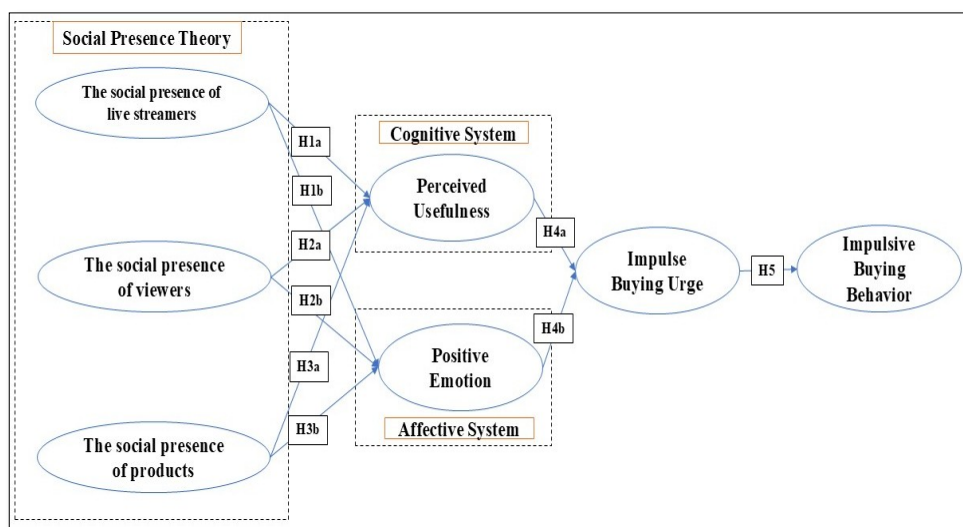 Social Presence Theory
The social presence of
live streamers
H1a
Cognitive System
H1b
Perceived
Usefulness
H2a
H4a
The social presence
of viewers
Impulse
Buying Urge
H5
Impulsive
Buying
Behavior
H2b
H4b
H3a
Positive
Emotion
H3b
Affective System
The social presence
of products